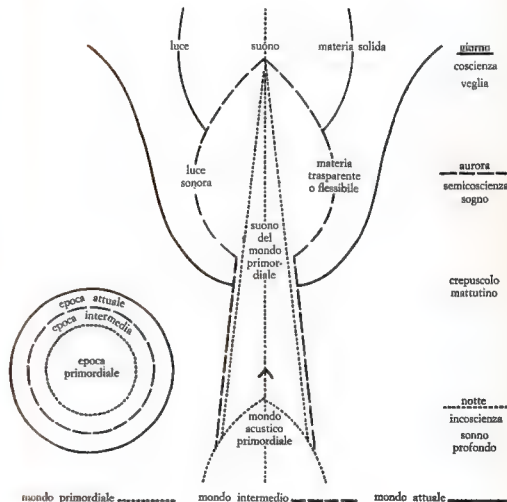 luce
suono
materia solida
giorno
coscienza
veglia
luce
sonora
materia
trasparente
o flessibile
aurora
semicoscienza
sogno
suono
del
mondo
primor-
diale
crepuscolo
mattutino
epoca attuale
epoca intermedia
epoca
primordiale
mondo
acustico
primordiale
notte
incoscienza
sonno
profondo
mondo primordiale
mondo intermedio
mondo attuale